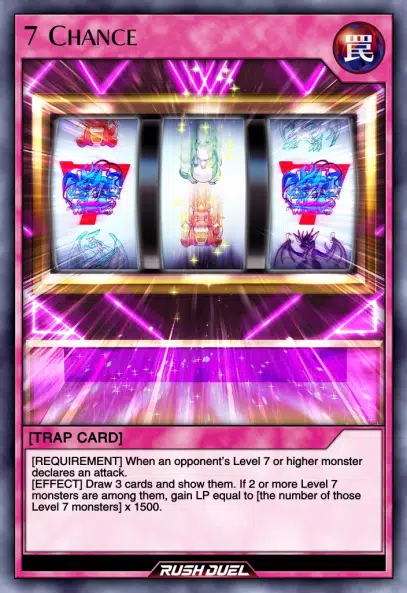 7 Chance
罠
7
7
[TRAP CARD]
[REQUIREMENT] When an opponent's Level 7 or higher monster
declares an attack.
[EFFECT] Draw 3 cards and show them. If 2 or more Level 7
monsters are among them, gain LP equal to [the number of those
Level 7 monsters] x 1500.
RUSH DUEL